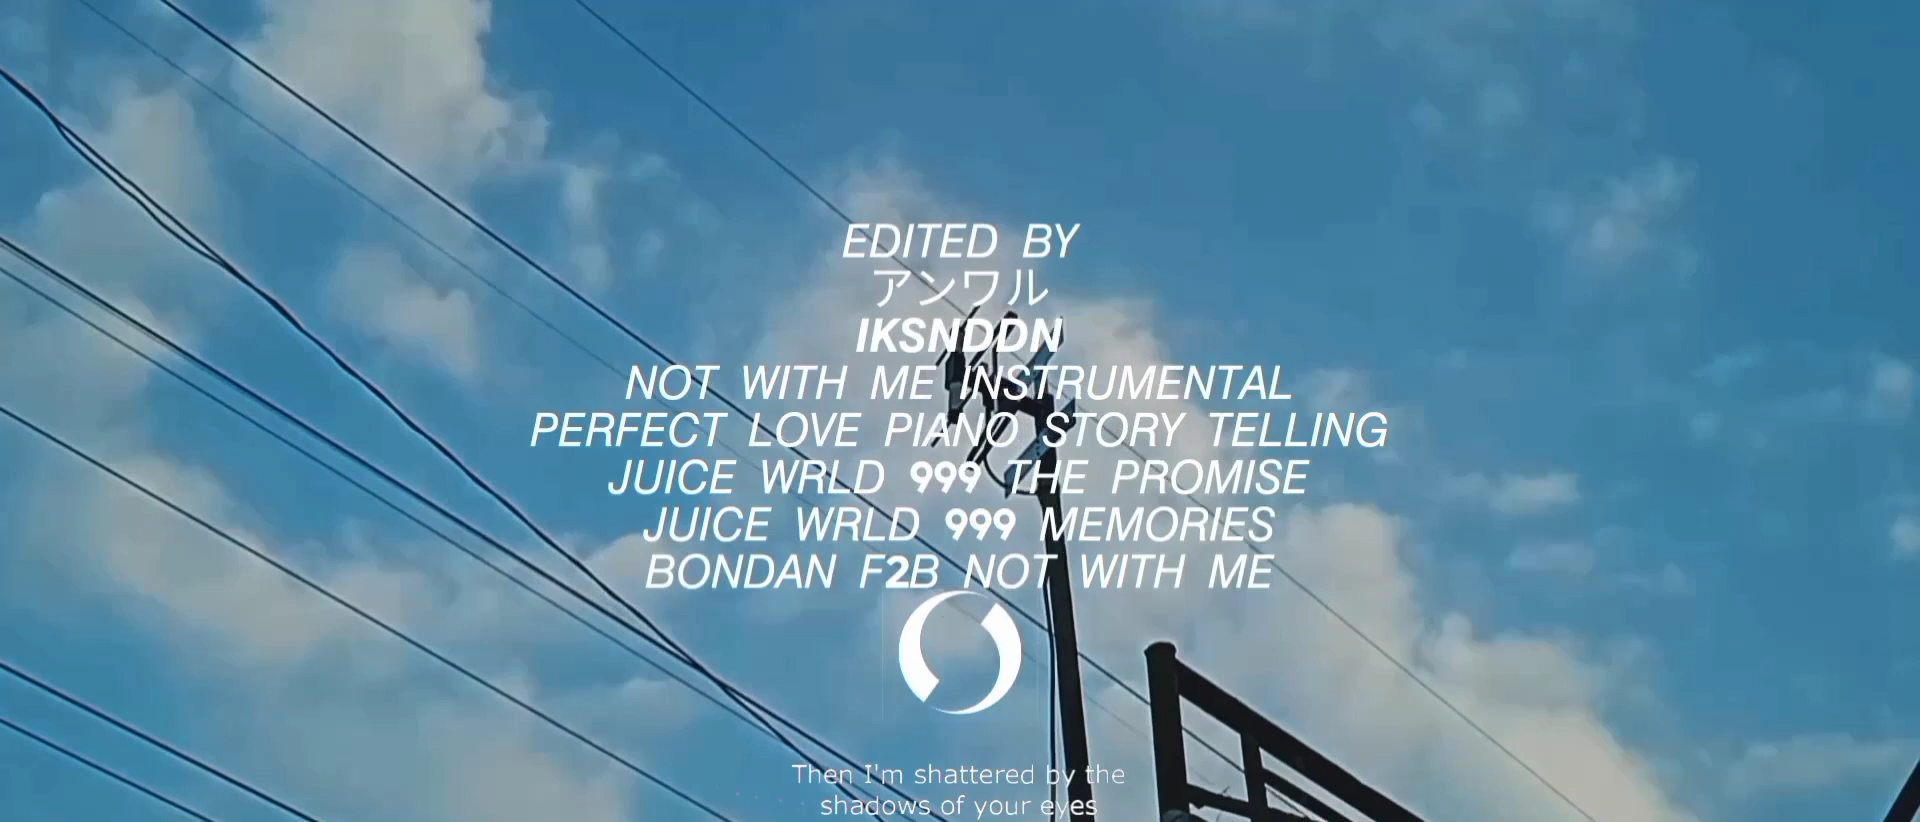 EDITED BY
アンワル
IKSNDDN
NOT WITH ME INSTRUMENTAL
PERFECT LOVE PIANO STORY TELLING
JUICE WRLD 999 THE PROMISE
JUICE WRLD 999 MEMORIES
BONDAN F2B NOT WITH ME
Then I'm shattered by the
shadows of your eyes